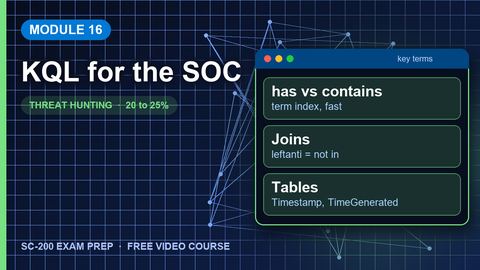 MODULE 16
KQL for the SOC
THREAT HUNTING · 20 to 25%
key terms
has vs contains
term index, fast
Joins
leftanti = not in
Tables
Timestamp, TimeGenerated
SC-200 EXAM PREP · FREE VIDEO COURSE